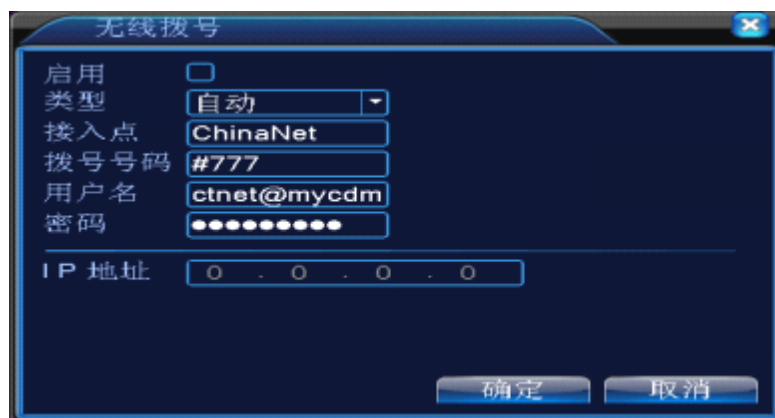 无线拨号
启用
类型 自动
接入点 ChinaNet
拨号号码 #777
用户名 ctnet@mycdm
密码 ●●●●●●●●●
IP 地址 0 . 0 . 0 . 0
确定 取消